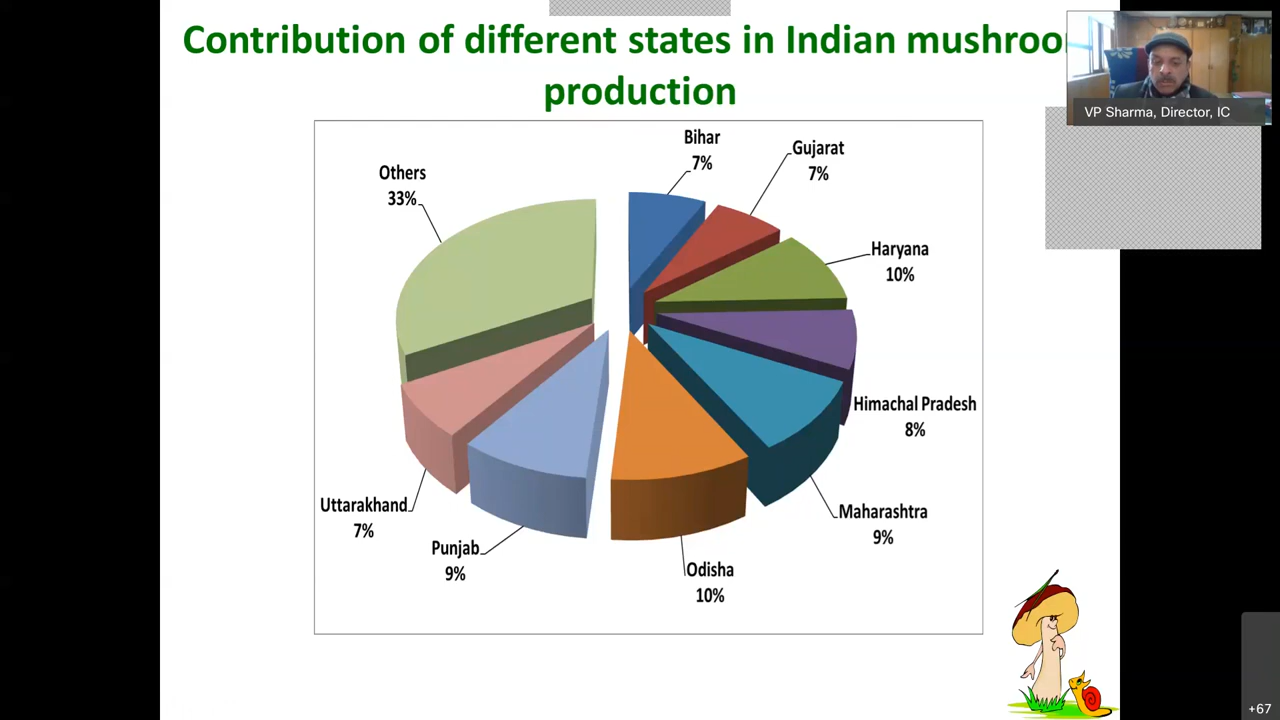 Contribution of different states in Indian mushroo
production
Bihar
7%
Gujarat
7%
Others
33%
Haryana
10%
Himachal Pradesh
8%
Uttarakhand
7%
Maharashtra
9%
Punjab
9%
Odisha
10%
VP Sharma, Director, IC
+67